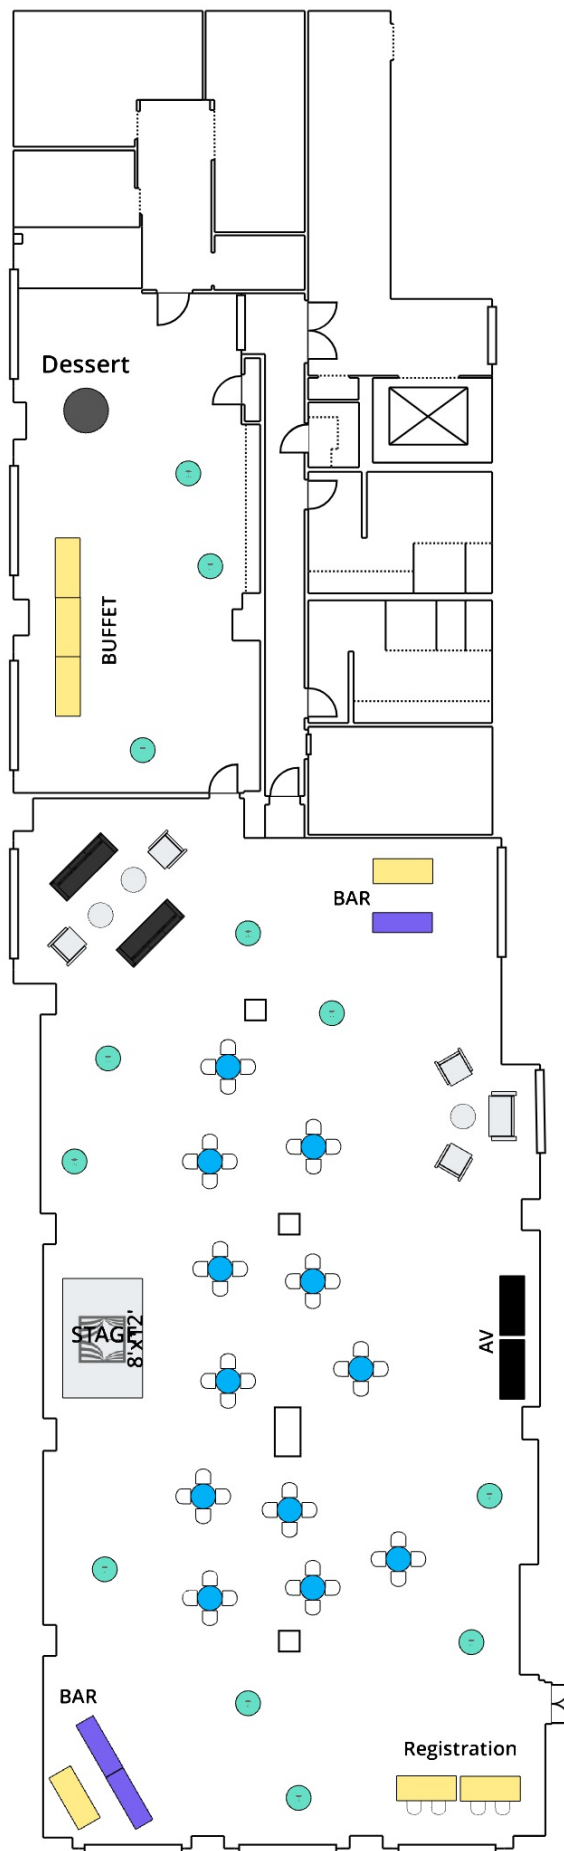 Dessert
BUFFET
BAR
STAGE
8'x12'
AV
BAR
Registration